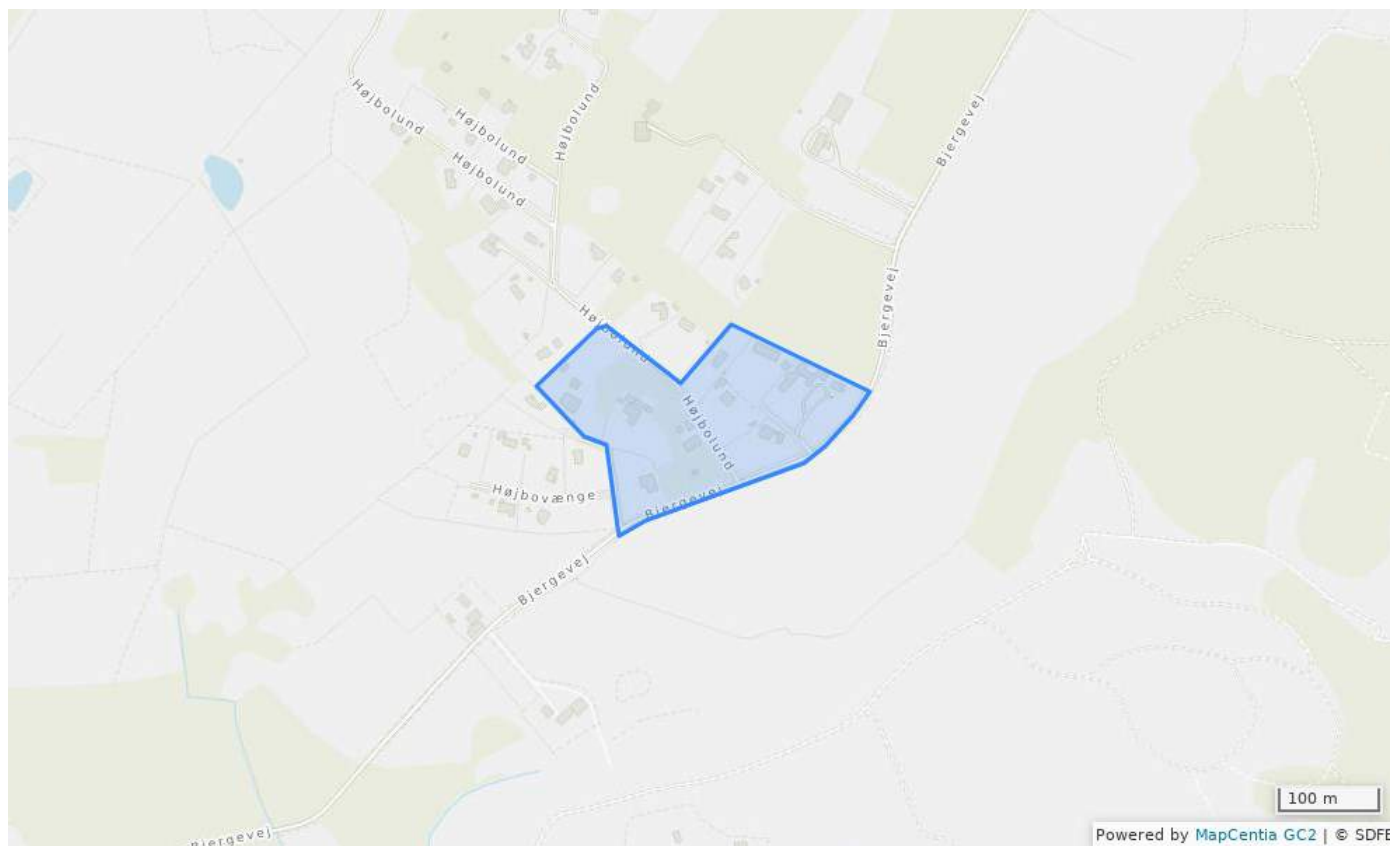 Højbolund
Højbolund
Højbolund
Højbolund
Bjergevej
Bjergevej
Højbolund
Højbolund
Højbovænge
Bjergevej
Bjergevej
Bjergevej
100 m
Powered by MapCentia GC2 | © SDFE